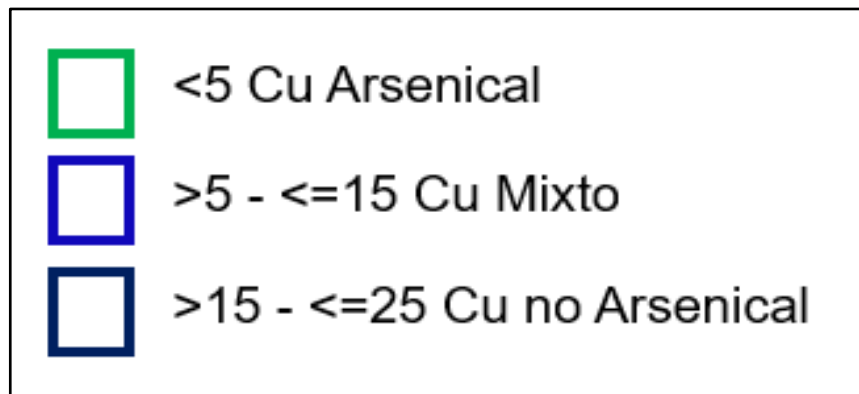 <5 Cu Arsenical
>5 - <=15 Cu Mixto
>15 - <=25 Cu no Arsenical